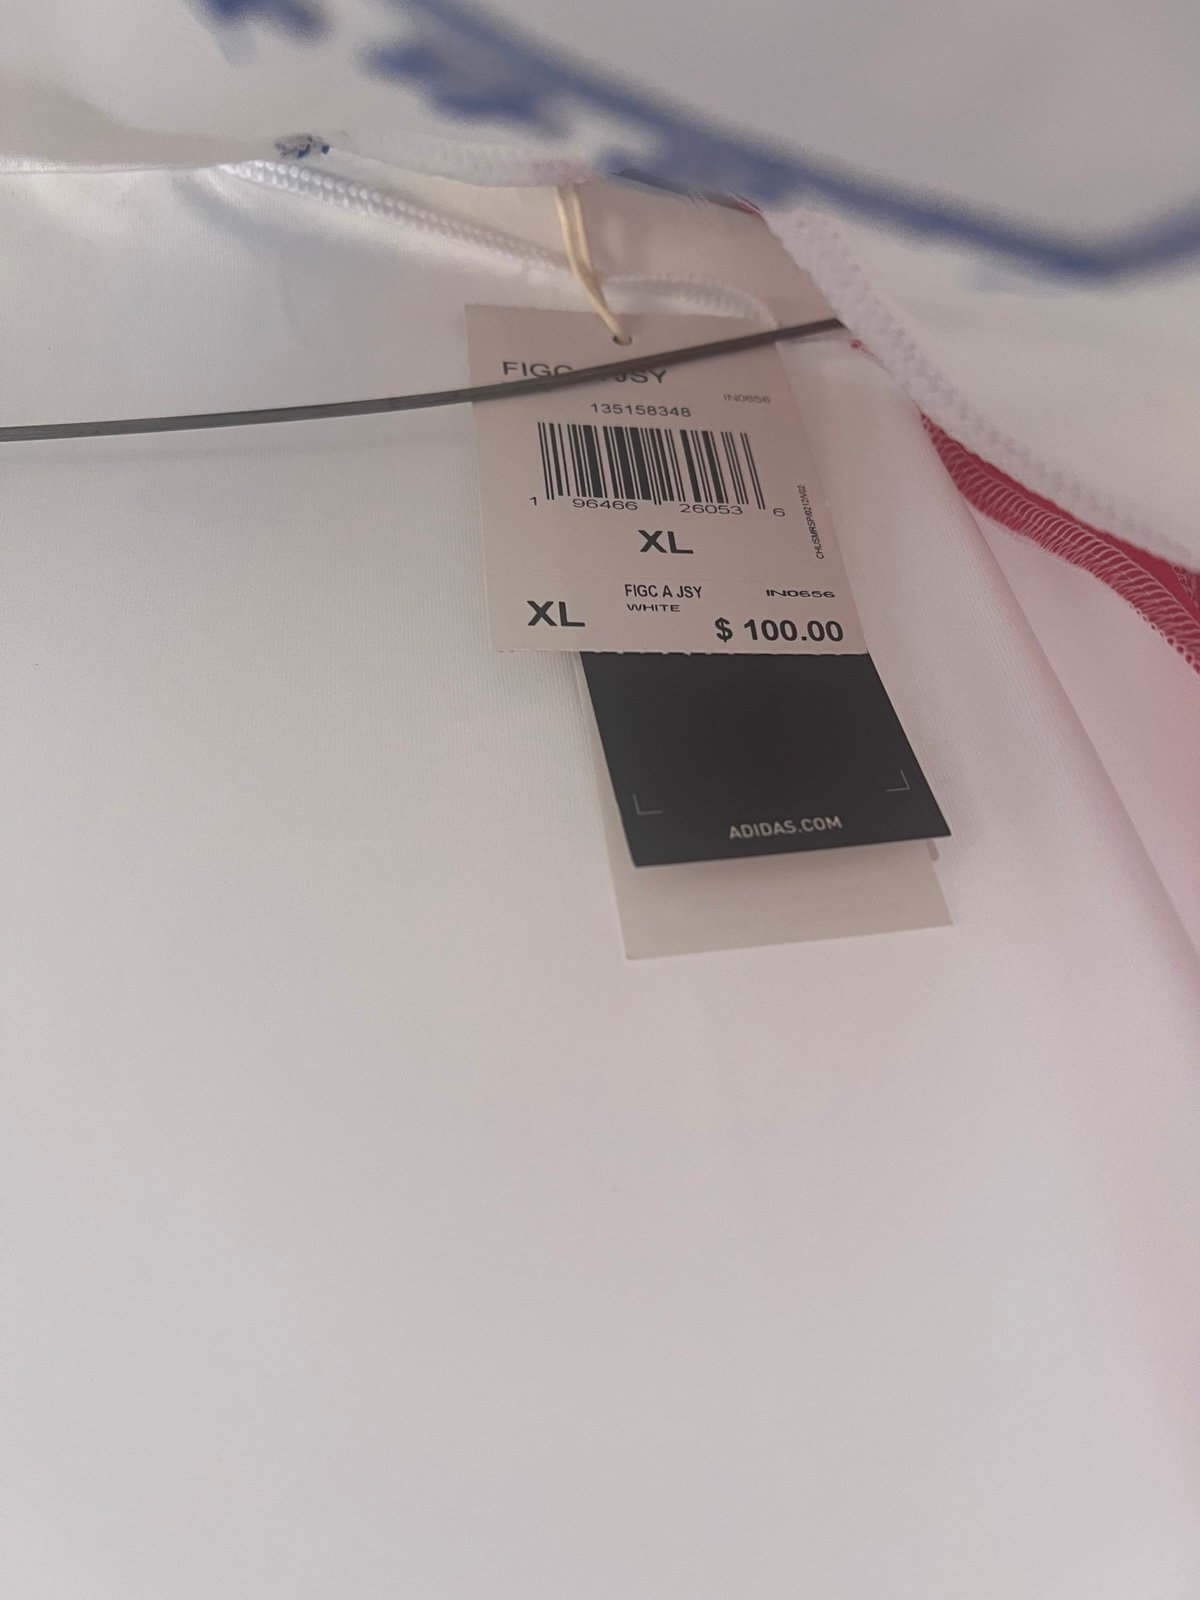 FIGC JSY
IN0656
135158348
1 96466 26053 6
XL
FIGC A JSY
IN0656
XL
WHITE
$ 100.00
ADIDAS.COM